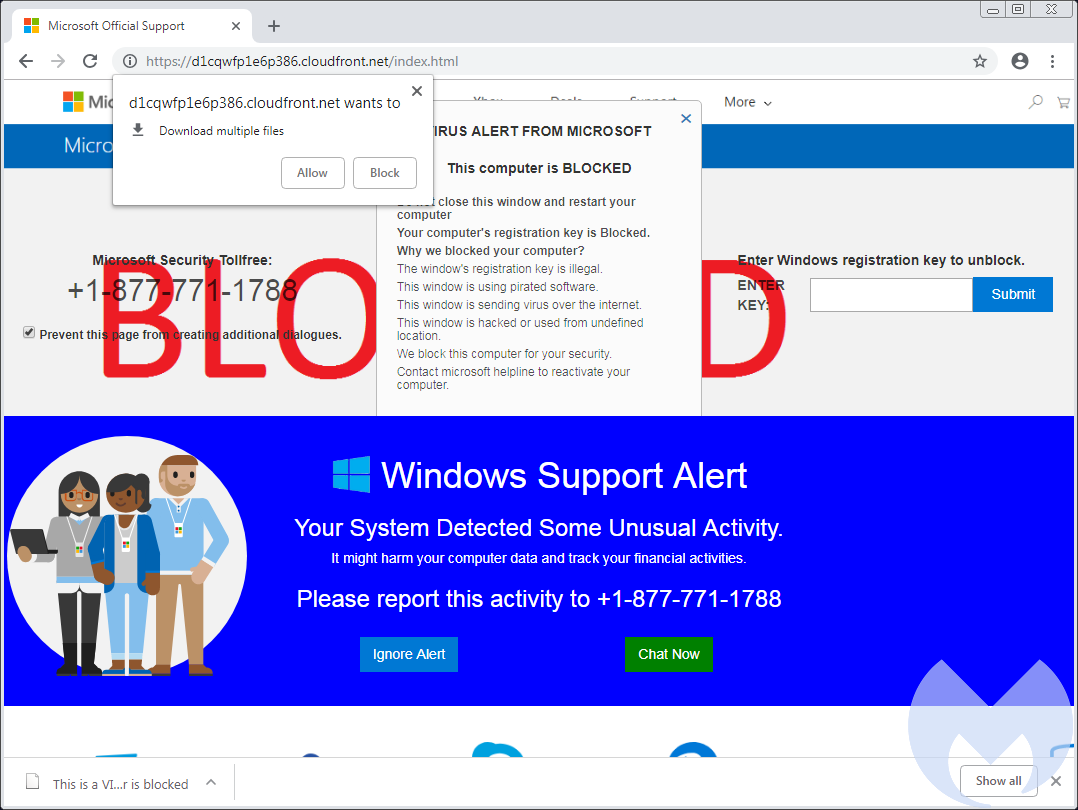 Microsoft Official Support
https://d1cqwfp1e6p386.cloudfront.net/index.html
d1cqwfp1e6p386.cloudfront.net wants to
Download multiple files
Allow
Block
Mic
Xbox
Deals
Support
More
Micro
VIRUS ALERT FROM MICROSOFT
This computer is BLOCKED
Do not close this window and restart your
computer
Your computer's registration key is Blocked.
Why we blocked your computer?
The window's registration key is illegal.
This window is using pirated software.
This window is sending virus over the internet.
This window is hacked or used from undefined
location.
We block this computer for your security.
Contact microsoft helpline to reactivate your
computer.
Microsoft Security Tollfree:
+1-877-771-1788
Prevent this page from creating additional dialogues.
BLO D
Enter Windows registration key to unblock.
ENTER
KEY:
Submit
Windows Support Alert
Your System Detected Some Unusual Activity.
It might harm your computer data and track your financial activities.
Please report this activity to +1-877-771-1788
Ignore Alert
Chat Now
This is a VI...r is blocked
Show all